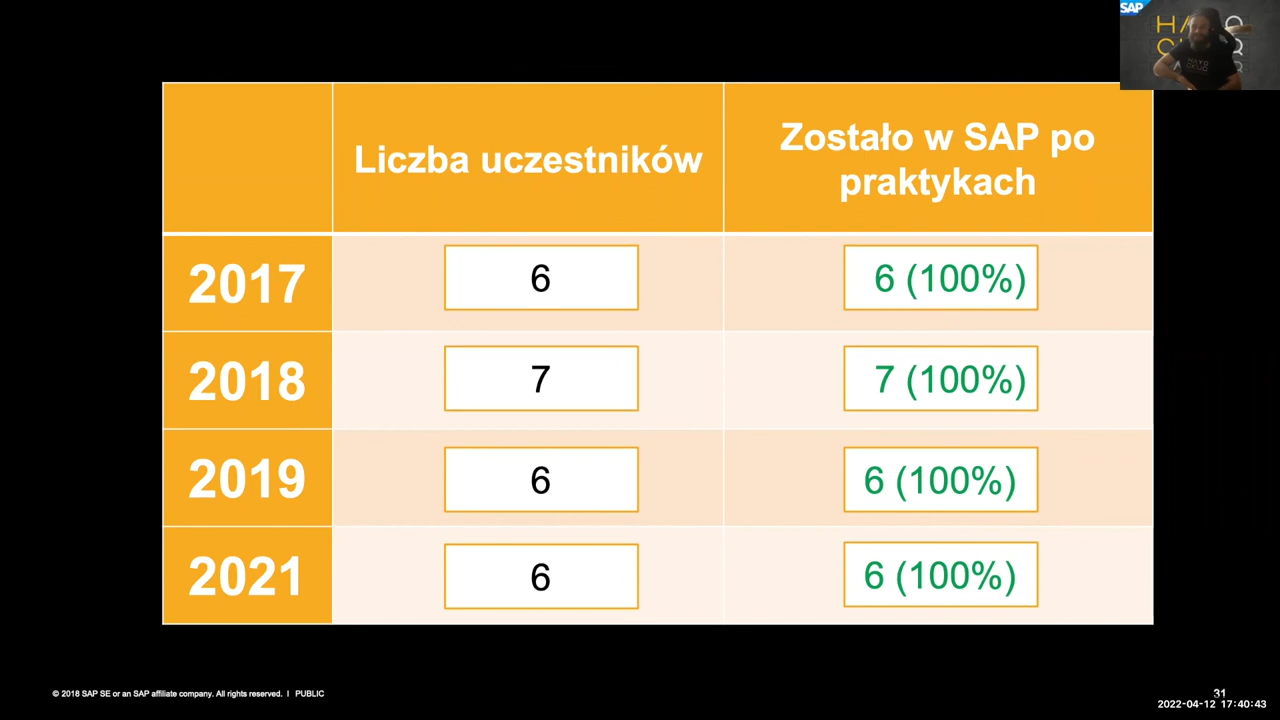 SAP
Liczba uczestników
Zostało w SAP po
praktykach
2017
6
6 (100%)
2018
7
7 (100%)
2019
6
6 (100%)
2021
6
6 (100%)
© 2018 SAP SE or an SAP affiliate company. All rights reserved. I PUBLIC
31
2022-04-12 17:40:43